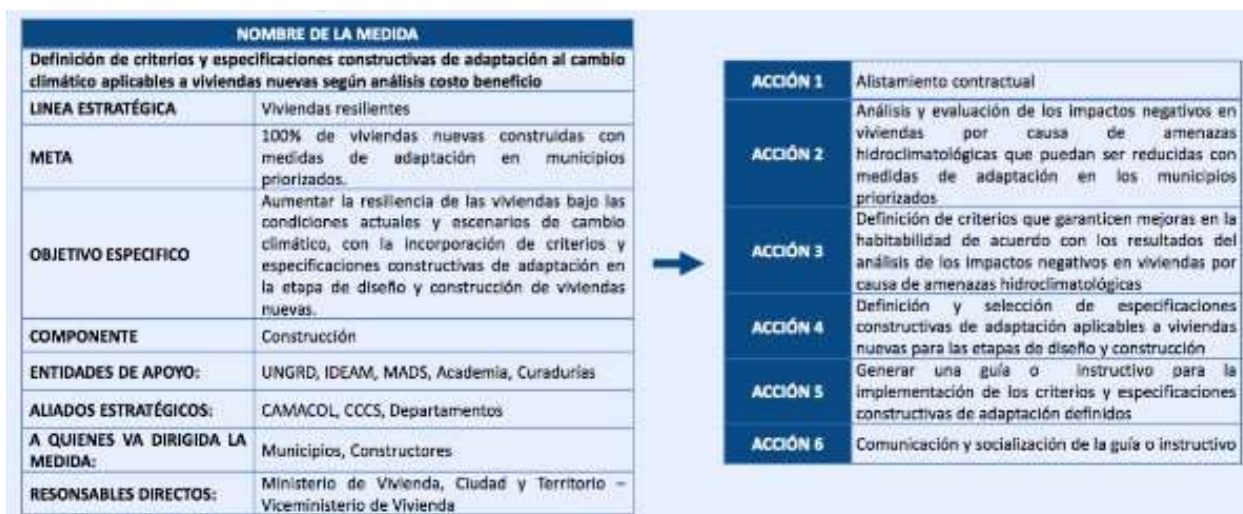 NOMBRE DE LA MEDIDA
Definición de criterios y especificaciones constructivas de adaptación al cambio
climático aplicables a viviendas nuevas según análisis costo beneficio
LINEA ESTRATÉGICA
Viviendas resilientes
META
100% de viviendas nuevas construidas con
medidas de adaptación en municipios
priorizados.
OBJETIVO ESPECIFICO
Aumentar la resiliencia de las viviendas bajo las
condiciones actuales y escenarios de cambio
climático, con la incorporación de criterios y
especificaciones constructivas de adaptación en
la etapa de diseño y construcción de viviendas
nuevas.
COMPONENTE
Construcción
ENTIDADES DE APOYO:
UNGRD, IDEAM, MADS, Academia, Curadurías
ALIADOS ESTRATÉGICOS:
CAMACOL, CCCS, Departamentos
A QUIENES VA DIRIGIDA LA
MEDIDA:
Municipios, Constructores
RESONSABLES DIRECTOS:
Ministerio de Vivienda, Ciudad y Territorio –
Viceministerio de Vivienda
ACCIÓN 1
Alistamiento contractual
ACCIÓN 2
Análisis y evaluación de los impactos negativos en
viviendas por causa de amenazas
hidroclimatológicas que puedan ser reducidas con
medidas de adaptación en los municipios
priorizados
ACCIÓN 3
Definición de criterios que garanticen mejoras en la
habitabilidad de acuerdo con los resultados del
análisis de los impactos negativos en viviendas por
causa de amenazas hidroclimatológicas
ACCIÓN 4
Definición y selección de especificaciones
constructivas de adaptación aplicables a viviendas
nuevas para las etapas de diseño y construcción
ACCIÓN 5
Generar una guía o instructivo para la
implementación de los criterios y especificaciones
constructivas de adaptación definidos
ACCIÓN 6
Comunicación y socialización de la guía o instructivo